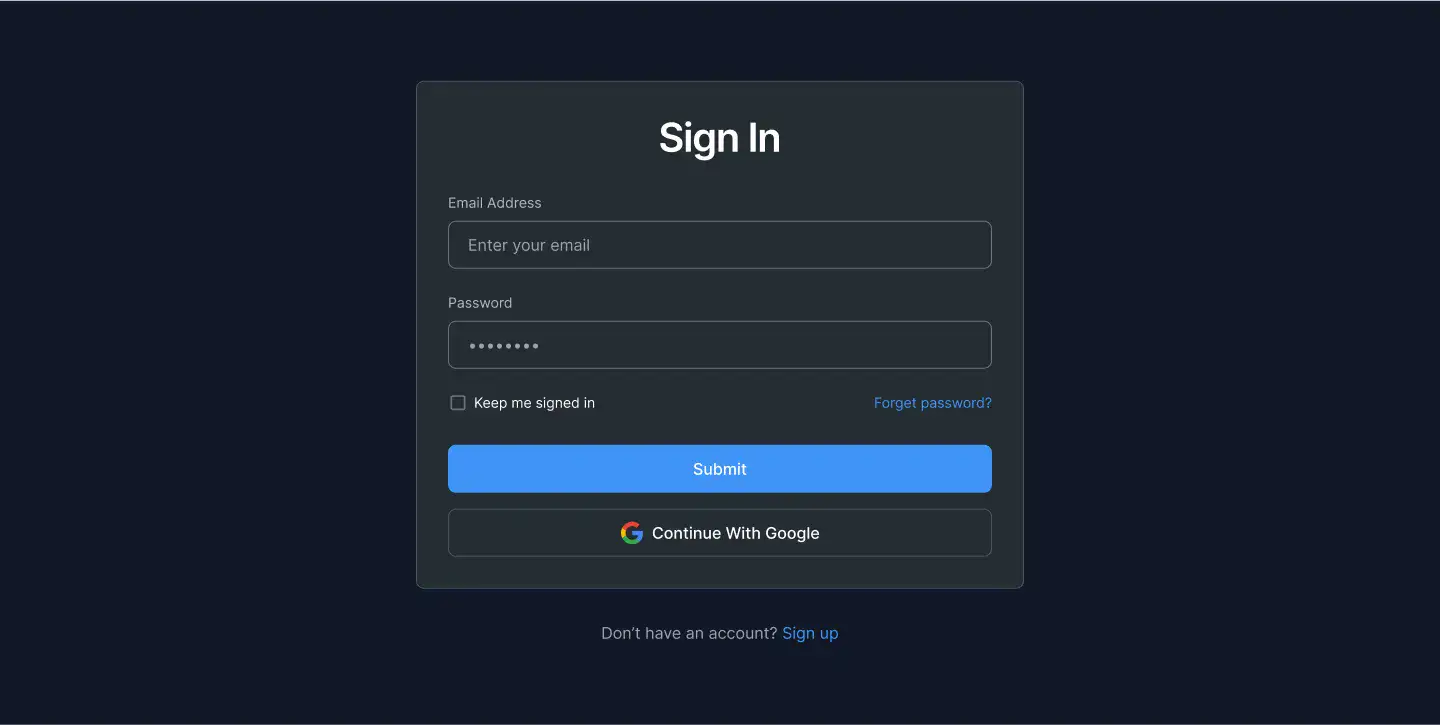 Sign In
Email Address
Enter your email
Password
••••••••
Keep me signed in Forget password?
Submit
Continue With Google
Don’t have an account? Sign up